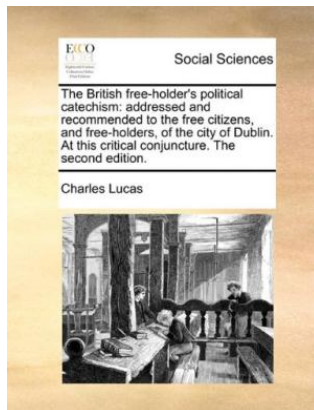 ECCO
Social Sciences
The British free-holder's political
catechism: addressed and
recommended to the free citizens,
and free-holders, of the city of Dublin.
At this critical conjuncture. The
second edition.
Charles Lucas